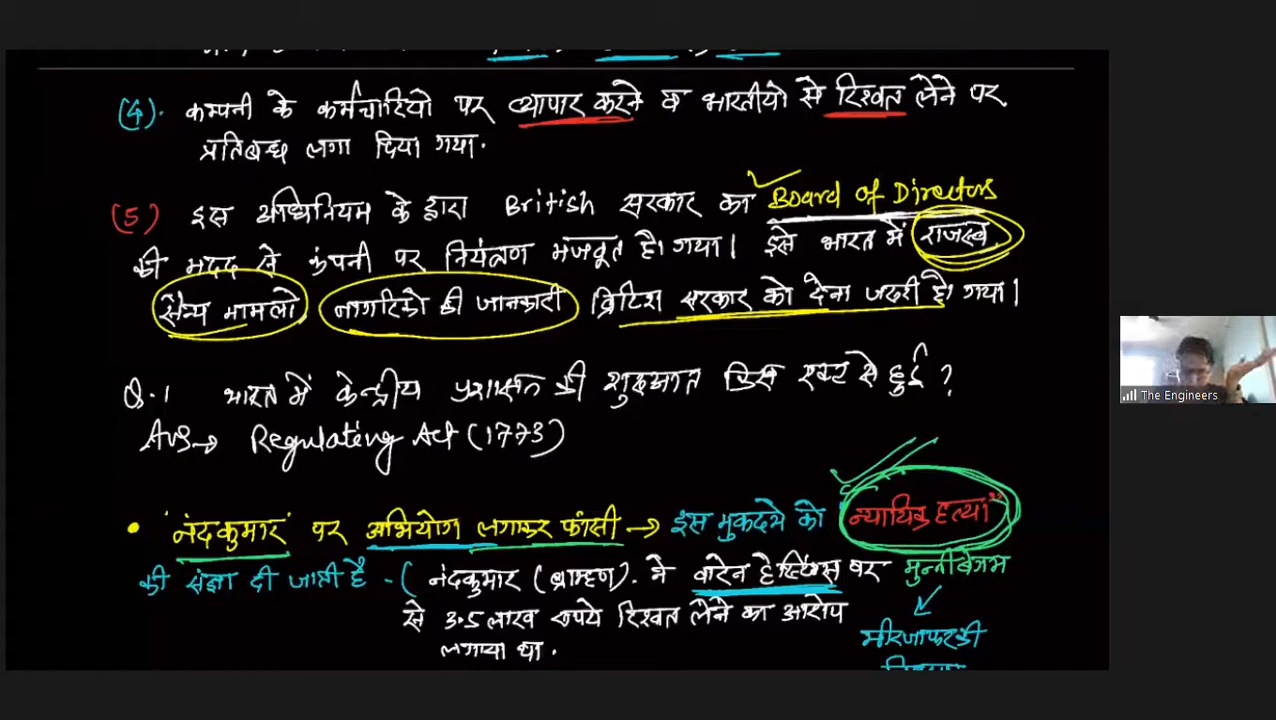 (4). कम्पनी के कर्मचारियो पर व्यापार करने व भारतीयो से रिश्वत लेने पर
प्रतिबन्ध लगा दिया गया.
(5) इस अधिनियम के द्वारा British सरकार का Board of Directors
की मदद से कंपनी पर नियंत्रण मजबूत हो गया। इसे भारत में राजस्व,
सैन्य मामलो नागरिको की जानकारी ब्रिटिश सरकार को देना जरूरी हो गया।
Q.1 भारत में केन्द्रीय प्रशासन की शुरूआत किस एक्ट से हुई ?
Ans→ Regulating Act (1773)
• 'नंदकुमार' पर अभियोग लगाकर फांसी → इस मुकदमे को "न्यायिक हत्या"
की संज्ञा दी जाती है - ( नंदकुमार (ब्राम्हण). ने वारेन हेस्टिंग्स पर मुन्नीबेगम
से 3.5 लाख रूपये रिश्वत लेने का आरोप
मीरजाफर की
लगाया था.
The Engineers